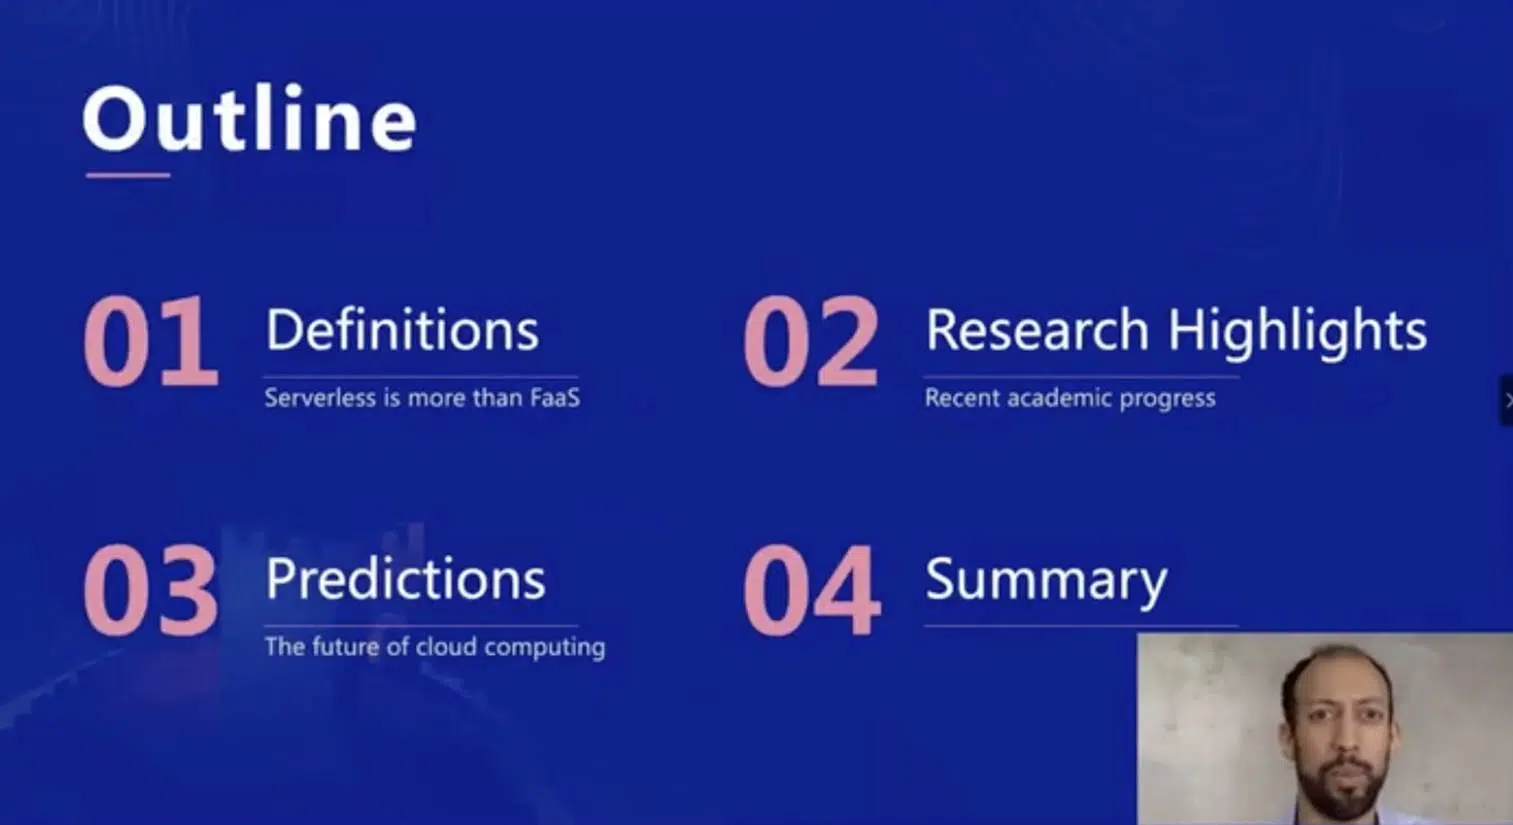 Outline
01 Definitions
Serverless is more than FaaS
02 Research Highlights
Recent academic progress
03 Predictions
The future of cloud computing
04 Summary